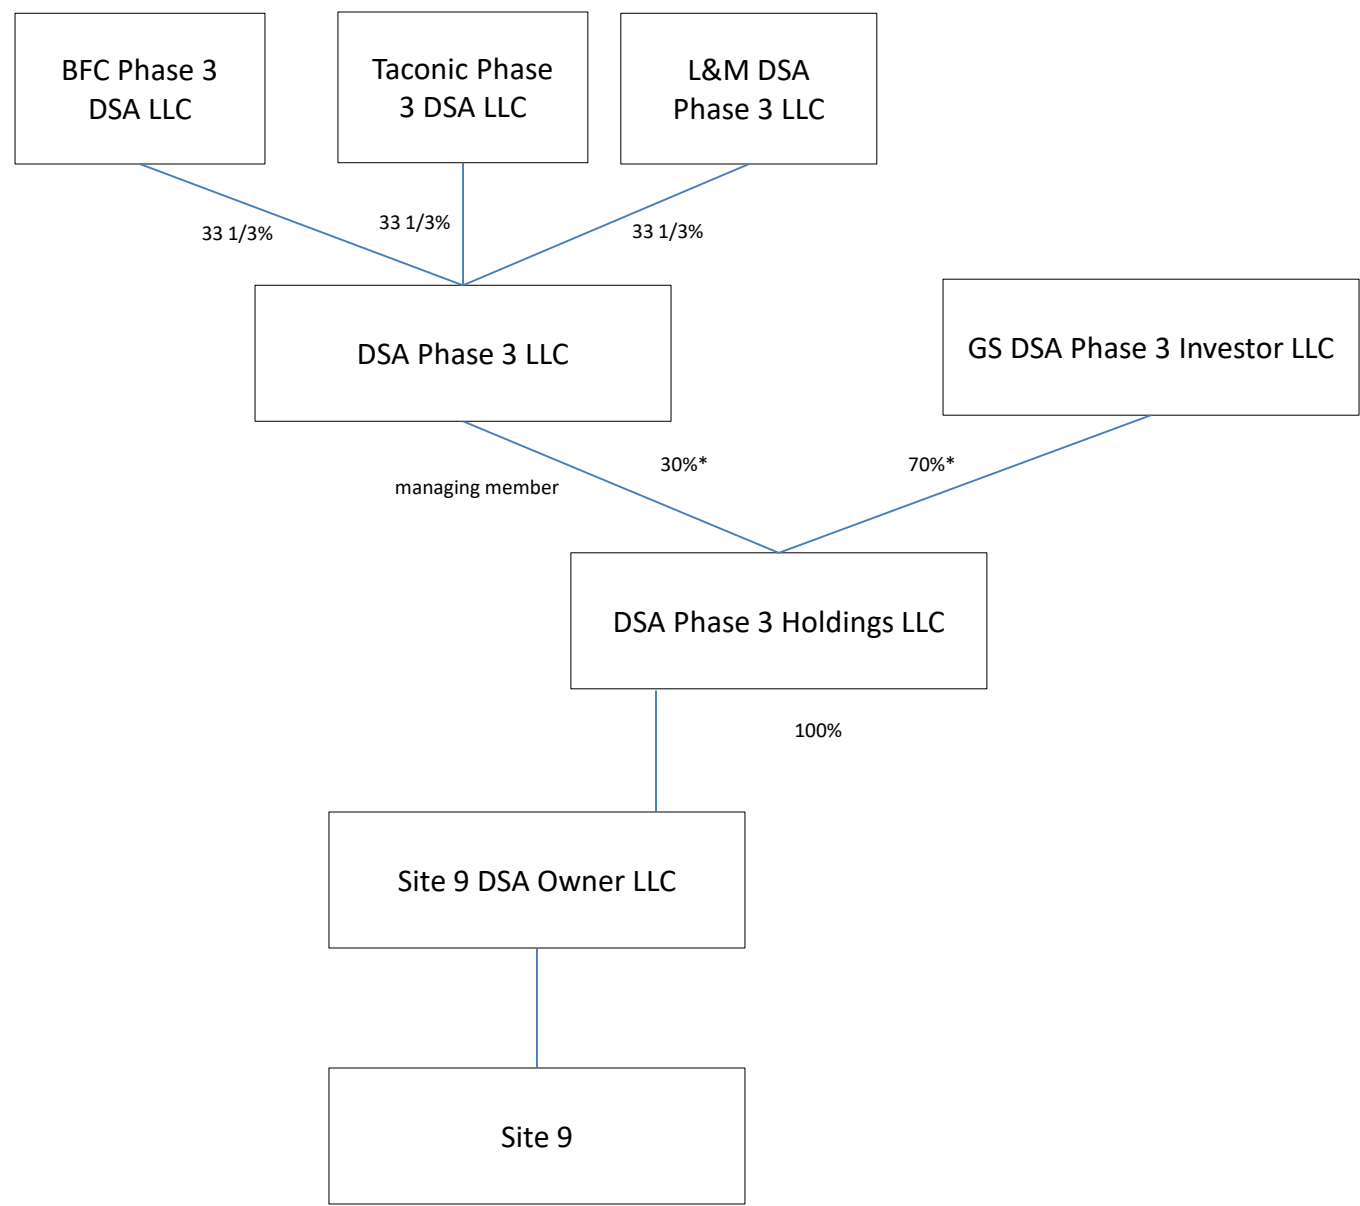 BFC Phase 3
DSA LLC
Taconic Phase
3 DSA LLC
L&M DSA
Phase 3 LLC
33 1/3%
33 1/3%
33 1/3%
DSA Phase 3 LLC
GS DSA Phase 3 Investor LLC
managing member
30%*
70%*
DSA Phase 3 Holdings LLC
100%
Site 9 DSA Owner LLC
Site 9